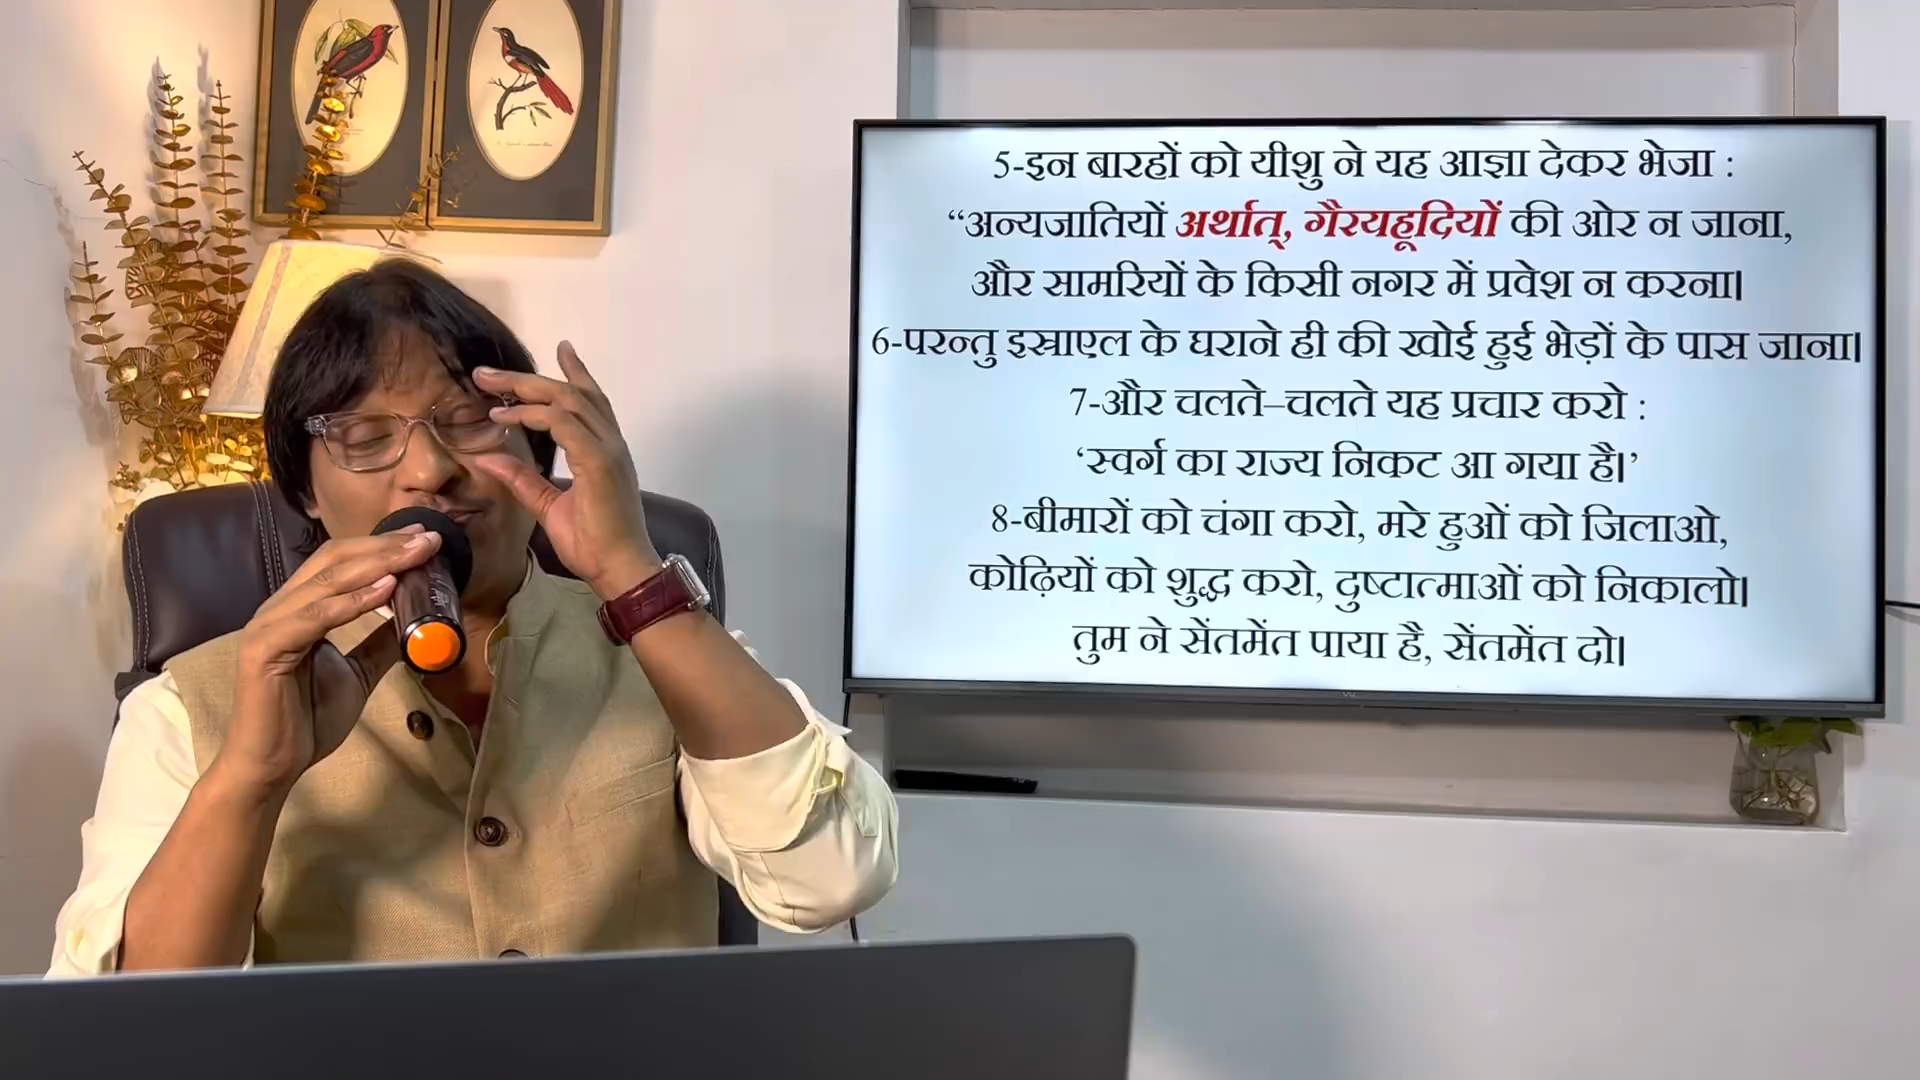 5-इन बारहों को यीशु ने यह आज्ञा देकर भेजा :
“अन्यजातियों अर्थात्, गैरयहूदियों की ओर न जाना,
और सामरियों के किसी नगर में प्रवेश न करना।
6-परन्तु इस्राएल के घराने ही की खोई हुई भेड़ों के पास जाना।
7-और चलते–चलते यह प्रचार करो :
‘स्वर्ग का राज्य निकट आ गया है।’
8-बीमारों को चंगा करो, मरे हुओं को जिलाओ,
कोढ़ियों को शुद्ध करो, दुष्टात्माओं को निकालो।
तुम ने सेंतमेंत पाया है, सेंतमेंत दो।